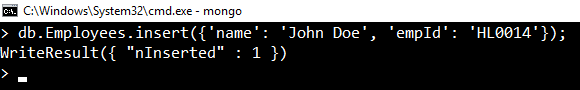 C:\Windows\System32\cmd.exe - mongo
> db.Employees.insert({'name': 'John Doe', 'empId': 'HL0014'});
WriteResult({ "nInserted" : 1 })
>